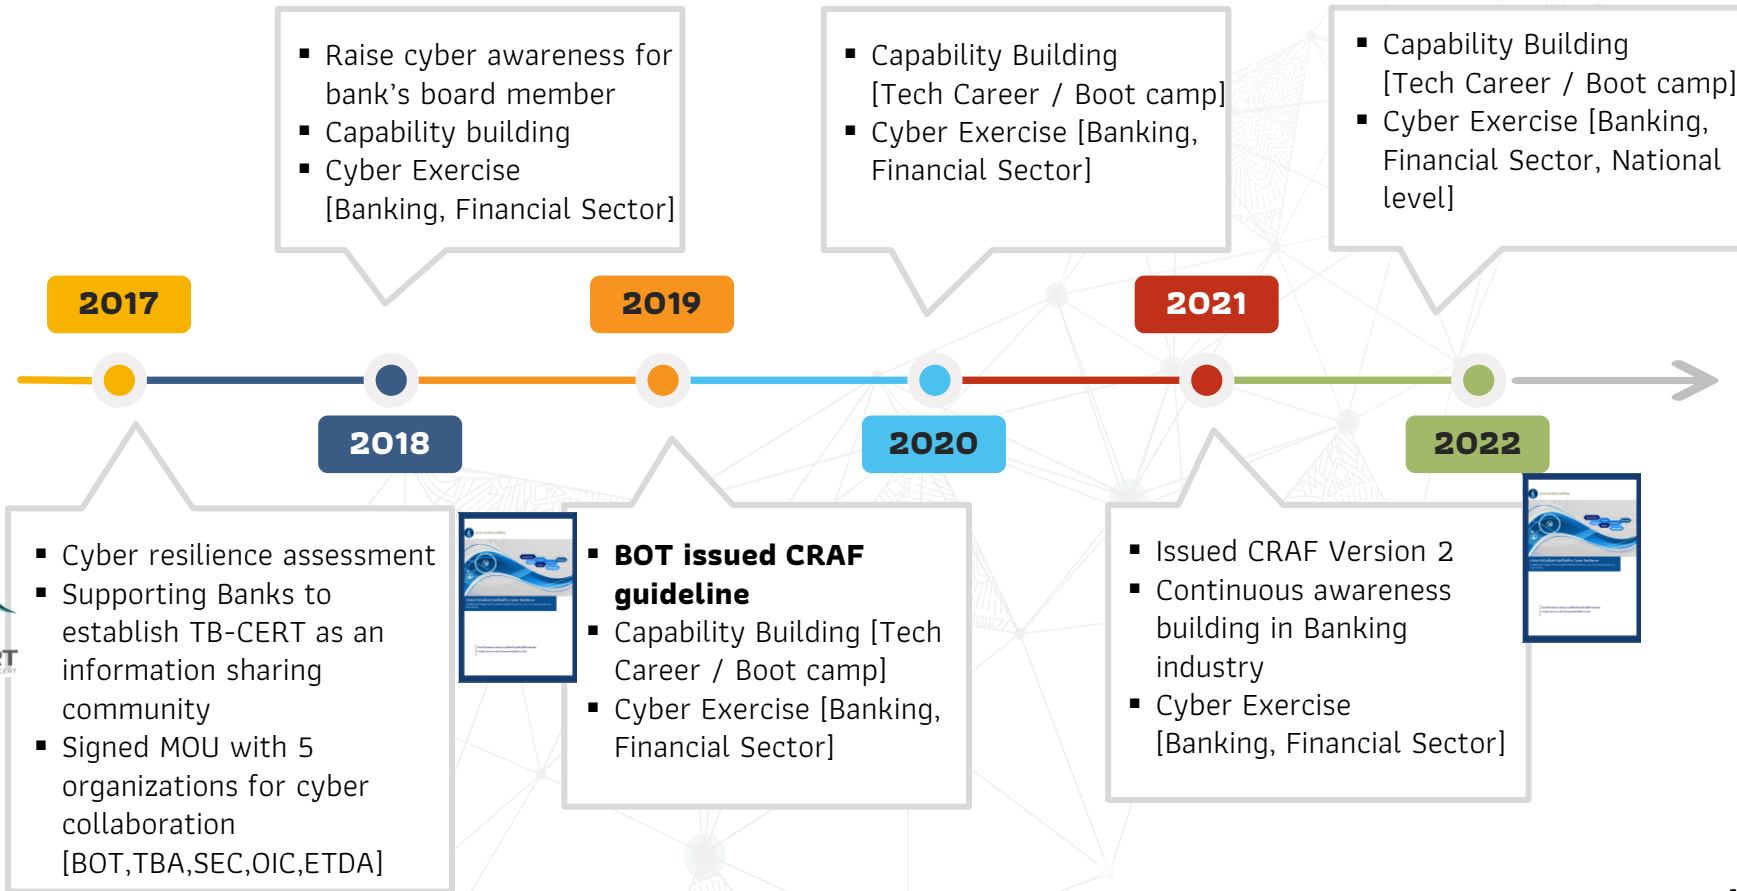 ▪ Raise cyber awareness for
bank's board member
▪ Capability building
▪ Cyber Exercise
[Banking, Financial Sector]
▪ Capability Building
[Tech Career / Boot camp]
▪ Cyber Exercise [Banking,
Financial Sector]
▪ Capability Building
[Tech Career / Boot camp]
▪ Cyber Exercise [Banking,
Financial Sector, National
level]
2017
2019
2021
2018
2020
2022
▪ Cyber resilience assessment
▪ Supporting Banks to
establish TB-CERT as an
information sharing
community
▪ Signed MOU with 5
organizations for cyber
collaboration
[BOT,TBA,SEC,OIC,ETDA]
▪ BOT issued CRAF
guideline
▪ Capability Building [Tech
Career / Boot camp]
▪ Cyber Exercise [Banking,
Financial Sector]
▪ Issued CRAF Version 2
▪ Continuous awareness
building in Banking
industry
▪ Cyber Exercise
[Banking, Financial Sector]